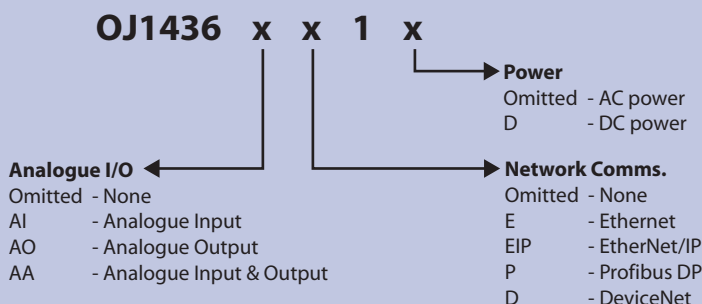 OJ1436 x x 1 x
Power
Omitted - AC power
D - DC power
Analogue I/O
Omitted - None
AI - Analogue Input
AO - Analogue Output
AA - Analogue Input & Output
Network Comms.
Omitted - None
E - Ethernet
EIP - EtherNet/IP
P - Profibus DP
D - DeviceNet